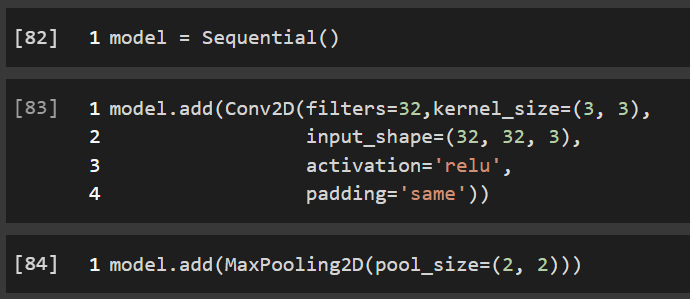 [82] 1 model = Sequential()
[83] 1 model.add(Conv2D(filters=32,kernel_size=(3, 3),
2 input_shape=(32, 32, 3),
3 activation='relu',
4 padding='same'))
[84] 1 model.add(MaxPooling2D(pool_size=(2, 2)))